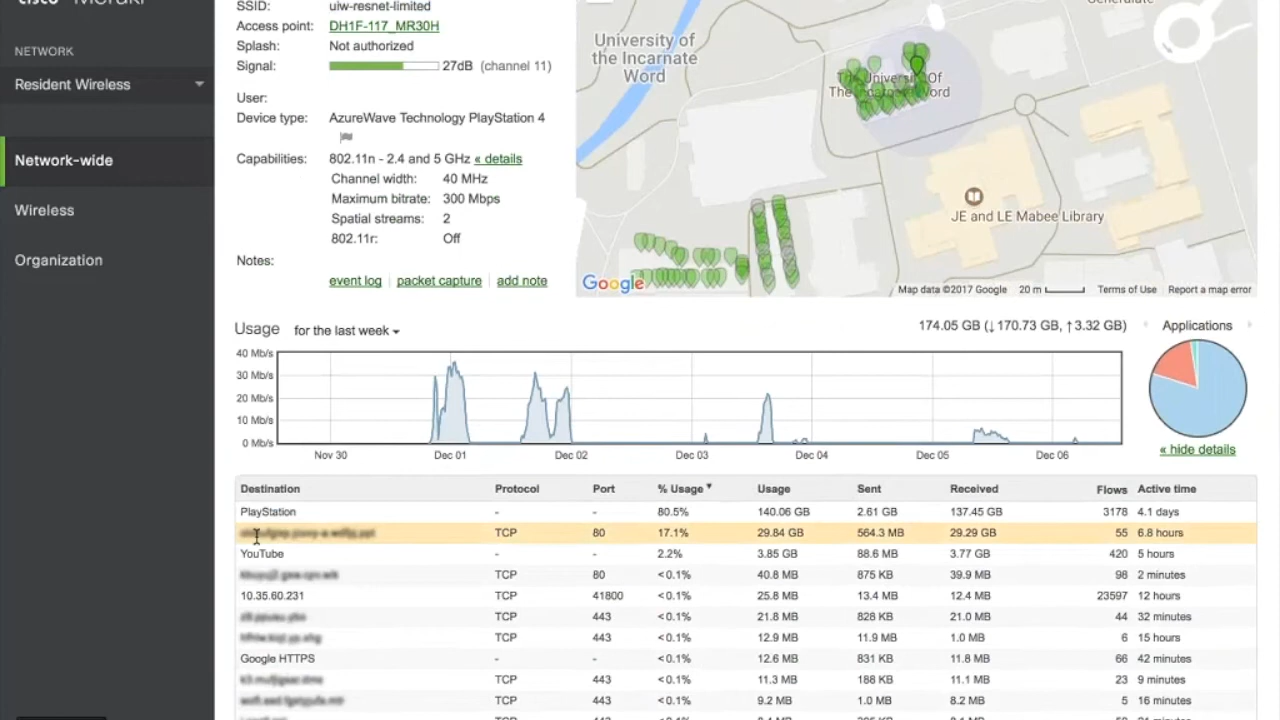 SSID: uiw-resnet-limited
Access point: DH1F-117_MR30H
Splash: Not authorized
Signal: 27dB (channel 11)
User:
Device type: AzureWave Technology PlayStation 4
Capabilities: 802.11n - 2.4 and 5 GHz « details
Channel width: 40 MHz
Maximum bitrate: 300 Mbps
Spatial streams: 2
802.11r: Off
Notes:
event log | packet capture | add note
NETWORK
Resident Wireless
Network-wide
Wireless
Organization
University of
the Incarnate
Word
The University Of
The Incarnate Word
JE and LE Mabee Library
Google
Map data ©2017 Google 20 m Terms of Use Report a map error
Usage for the last week
174.05 GB (↓170.73 GB, ↑3.32 GB)
Applications
« hide details
40 Mb/s
30 Mb/s
20 Mb/s
10 Mb/s
0 Mb/s
Nov 30 Dec 01 Dec 02 Dec 03 Dec 04 Dec 05 Dec 06
Destination Protocol Port % Usage ▼ Usage Sent Received Flows Active time
PlayStation - - 80.5% 140.06 GB 2.61 GB 137.45 GB 3178 4.1 days
TCP 80 17.1% 29.84 GB 564.3 MB 29.29 GB 55 6.8 hours
YouTube - - 2.2% 3.85 GB 88.6 MB 3.77 GB 420 5 hours
TCP 80 <0.1% 40.8 MB 875 KB 39.9 MB 98 2 minutes
10.35.60.231 TCP 41800 <0.1% 25.8 MB 13.4 MB 12.4 MB 23597 12 hours
TCP 443 <0.1% 21.8 MB 828 KB 21.0 MB 44 32 minutes
TCP 443 <0.1% 12.9 MB 11.9 MB 1.0 MB 6 15 hours
Google HTTPS - - <0.1% 12.6 MB 831 KB 11.8 MB 66 42 minutes
TCP 443 <0.1% 11.3 MB 188 KB 11.1 MB 23 9 minutes
TCP 443 <0.1% 9.2 MB 1.0 MB 8.2 MB 5 16 minutes